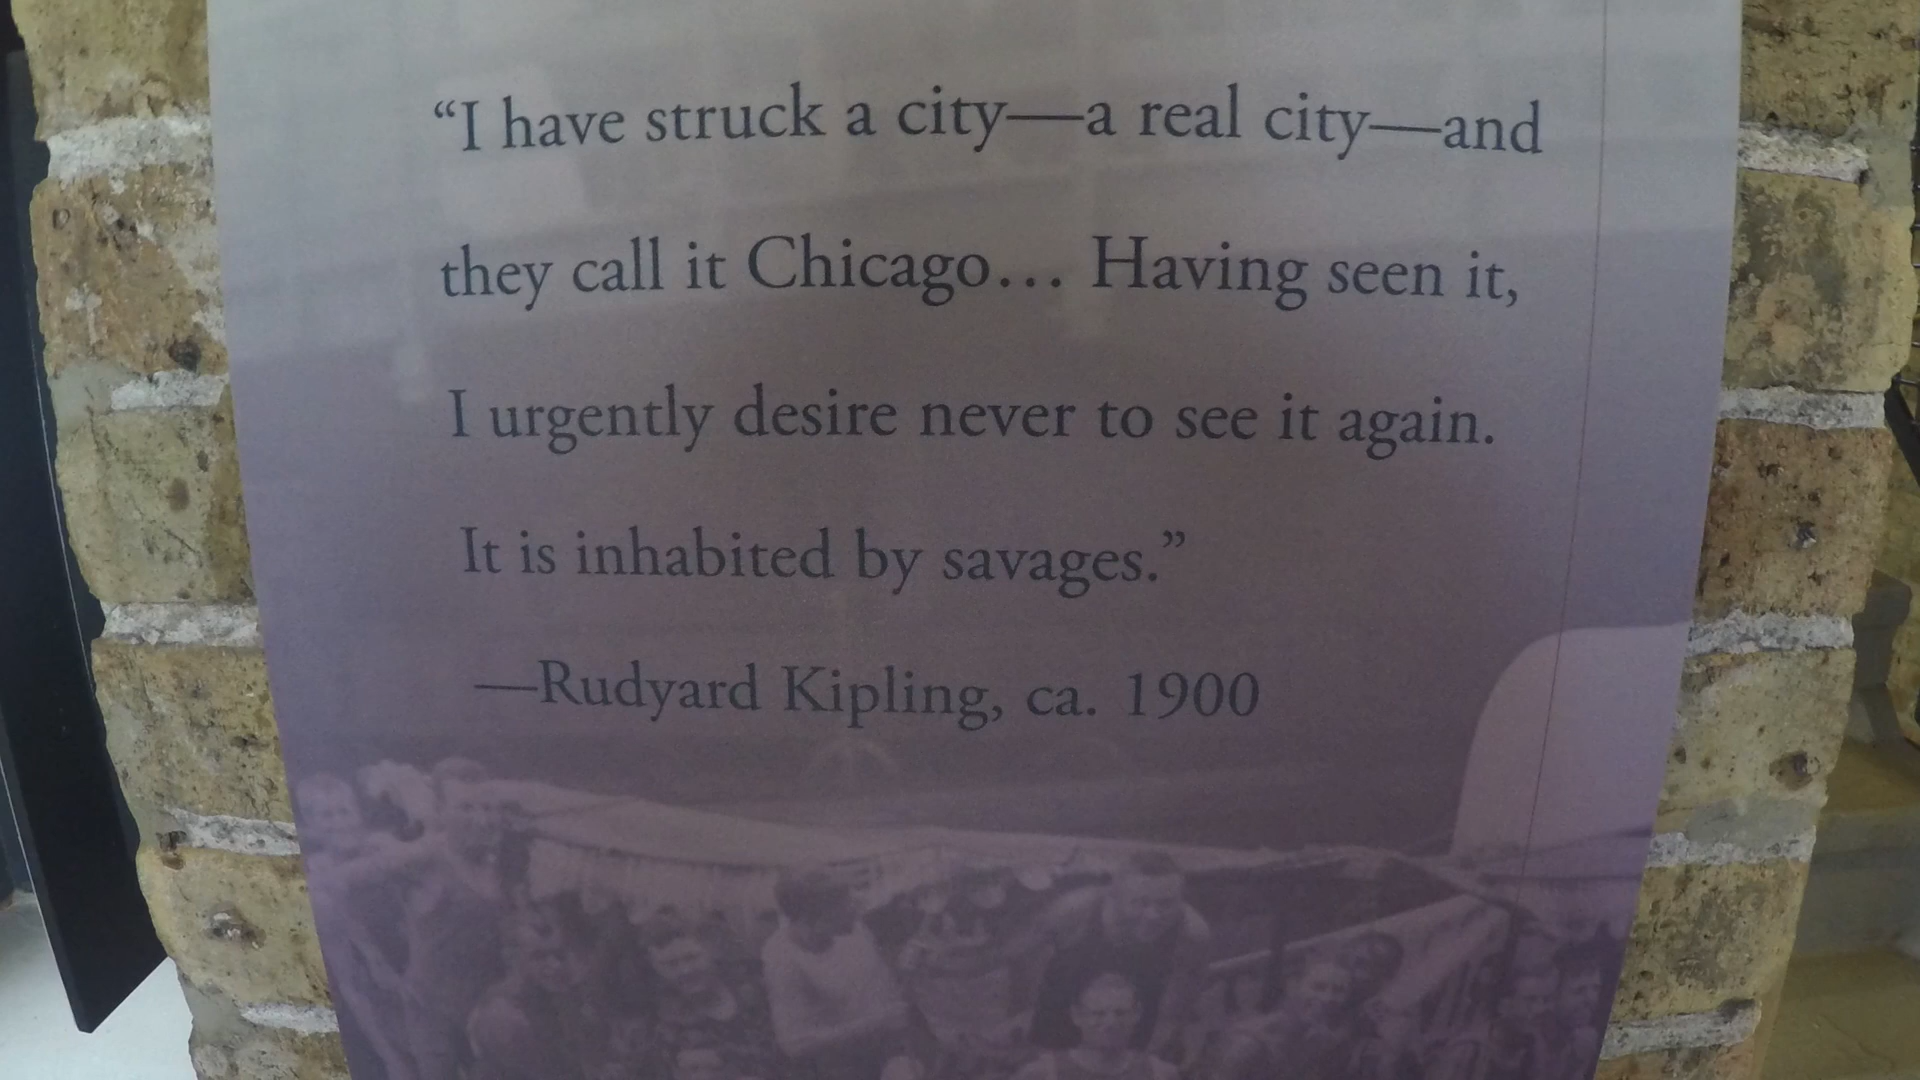 “I have struck a city—a real city—and
they call it Chicago… Having seen it,
I urgently desire never to see it again.
It is inhabited by savages.”
—Rudyard Kipling, ca. 1900